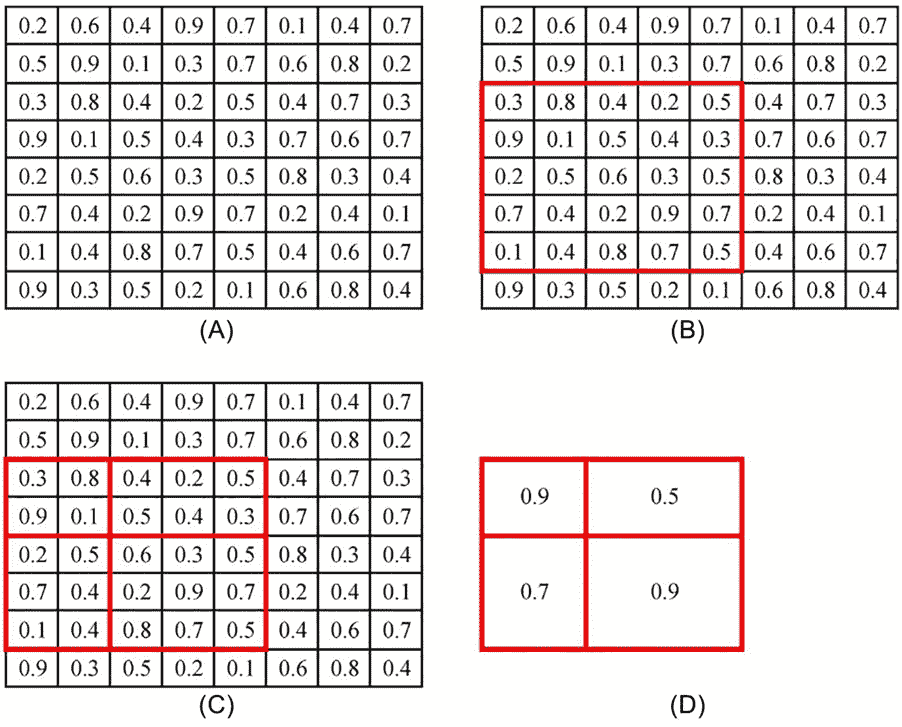 0.2 0.6 0.4 0.9 0.7 0.1 0.4 0.7
0.5 0.9 0.1 0.3 0.7 0.6 0.8 0.2
0.3 0.8 0.4 0.2 0.5 0.4 0.7 0.3
0.9 0.1 0.5 0.4 0.3 0.7 0.6 0.7
0.2 0.5 0.6 0.3 0.5 0.8 0.3 0.4
0.7 0.4 0.2 0.9 0.7 0.2 0.4 0.1
0.1 0.4 0.8 0.7 0.5 0.4 0.6 0.7
0.9 0.3 0.5 0.2 0.1 0.6 0.8 0.4
(A)
0.2 0.6 0.4 0.9 0.7 0.1 0.4 0.7
0.5 0.9 0.1 0.3 0.7 0.6 0.8 0.2
0.3 0.8 0.4 0.2 0.5 0.4 0.7 0.3
0.9 0.1 0.5 0.4 0.3 0.7 0.6 0.7
0.2 0.5 0.6 0.3 0.5 0.8 0.3 0.4
0.7 0.4 0.2 0.9 0.7 0.2 0.4 0.1
0.1 0.4 0.8 0.7 0.5 0.4 0.6 0.7
0.9 0.3 0.5 0.2 0.1 0.6 0.8 0.4
(B)
0.2 0.6 0.4 0.9 0.7 0.1 0.4 0.7
0.5 0.9 0.1 0.3 0.7 0.6 0.8 0.2
0.3 0.8 0.4 0.2 0.5 0.4 0.7 0.3
0.9 0.1 0.5 0.4 0.3 0.7 0.6 0.7
0.2 0.5 0.6 0.3 0.5 0.8 0.3 0.4
0.7 0.4 0.2 0.9 0.7 0.2 0.4 0.1
0.1 0.4 0.8 0.7 0.5 0.4 0.6 0.7
0.9 0.3 0.5 0.2 0.1 0.6 0.8 0.4
(C)
0.9 0.5
0.7 0.9
(D)